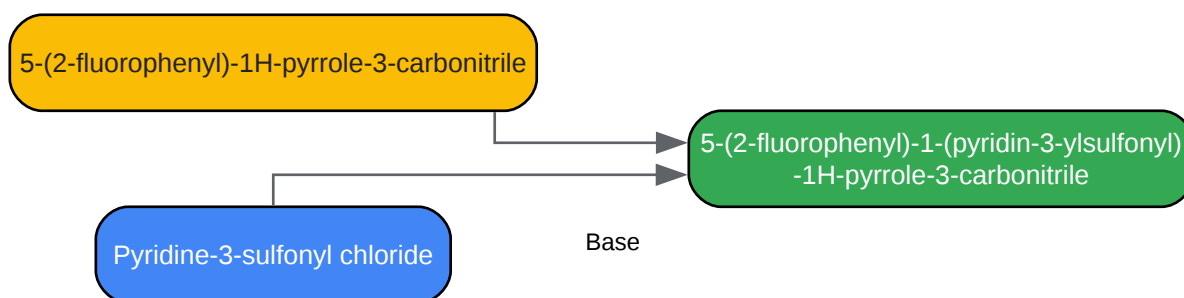 5-(2-fluorophenyl)-1H-pyrrole-3-carbonitrile
5-(2-fluorophenyl)-1-(pyridin-3-ylsulfonyl)
-1H-pyrrole-3-carbonitrile
Pyridine-3-sulfonyl chloride
Base